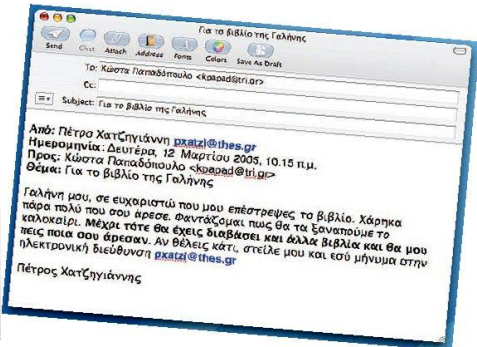 Για το βιβλίο της Γαλήνης
Send Chat Attach Address Fonts Colors Save As Draft
To: Κώστα Παπαδόπουλο <kpapad@tri.gr>
Cc:
Subject: Για το βιβλίο της Γαλήνης
Από: Πέτρο Χατζηγιάννη pxatzi@thes.gr
Ημερομηνία: Δευτέρα, 12 Μαρτίου 2005, 10.15 π.μ.
Προς: Κώστα Παπαδόπουλο <kpapad@tri.gr>
Θέμα: Για το βιβλίο της Γαλήνης
Γαλήνη μου, σε ευχαριστώ που μου επέστρεψες το βιβλίο. Χάρηκα
πάρα πολύ που σου άρεσε. Φαντάζομαι πως θα τα ξαναπούμε το
καλοκαίρι. Μέχρι τότε θα έχεις διαβάσει και άλλα βιβλία και θα μου
πεις ποια σου άρεσαν. Αν θέλεις κάτι, στείλε μου και εσύ μήνυμα στην
ηλεκτρονική διεύθυνση pxatzi@thes.gr
Πέτρος Χατζηγιάννης